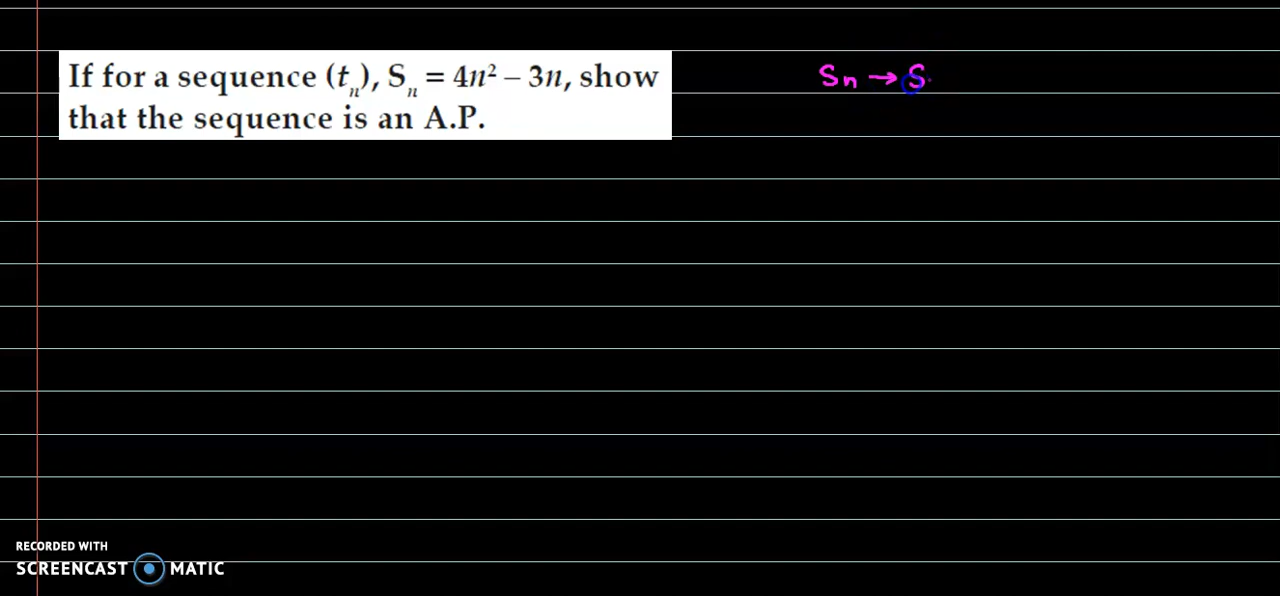 If for a sequence (tₙ), Sₙ = 4n² – 3n, show
that the sequence is an A.P.
Sₙ → S
RECORDED WITH
SCREENCAST MATIC